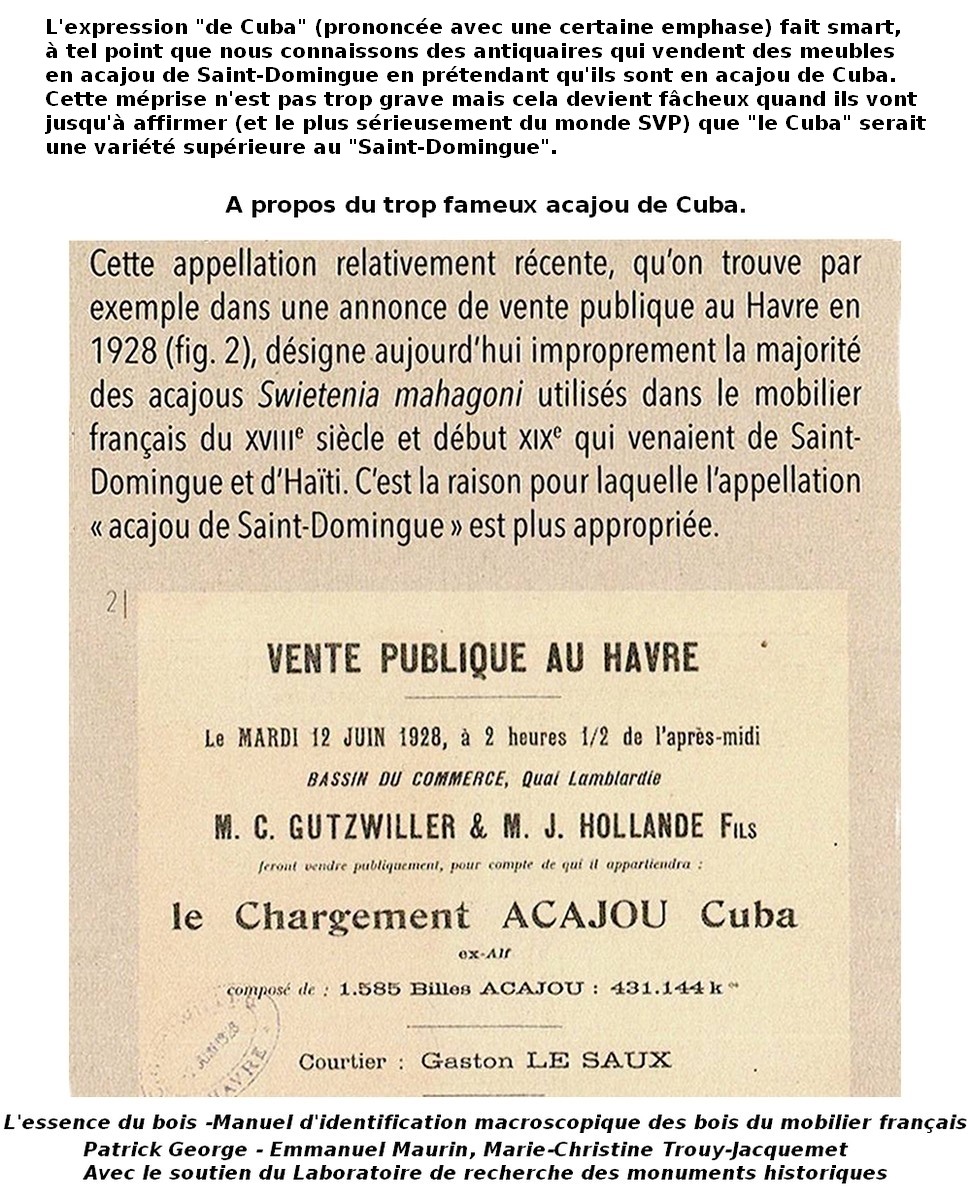 L'expression "de Cuba" (prononcée avec une certaine emphase) fait smart,
à tel point que nous connaissons des antiquaires qui vendent des meubles
en acajou de Saint-Domingue en prétendant qu'ils sont en acajou de Cuba.
Cette méprise n'est pas trop grave mais cela devient fâcheux quand ils vont
jusqu'à affirmer (et le plus sérieusement du monde SVP) que "le Cuba" serait
une variété supérieure au "Saint-Domingue".
A propos du trop fameux acajou de Cuba.
Cette appellation relativement récente, qu'on trouve par
exemple dans une annonce de vente publique au Havre en
1928 (fig. 2), désigne aujourd'hui improprement la majorité
des acajous Swietenia mahagoni utilisés dans le mobilier
français du XVIIIe siècle et début XIXe qui venaient de Saint-
Domingue et d'Haïti. C'est la raison pour laquelle l'appellation
« acajou de Saint-Domingue » est plus appropriée.
2|
VENTE PUBLIQUE AU HAVRE
Le MARDI 12 JUIN 1928, à 2 heures 1/2 de l'après-midi
BASSIN DU COMMERCE, Quai Lamblardie
M. C. GUTZWILLER & M. J. HOLLANDE FILS
feront vendre publiquement, pour compte de qui il appartiendra :
le Chargement ACAJOU Cuba
ex-Alf
composé de : 1.585 Billes ACAJOU : 431.144 k
HAVRE
Courtier : Gaston LE SAUX
L'essence du bois -Manuel d'identification macroscopique des bois du mobilier français
Patrick George - Emmanuel Maurin, Marie-Christine Trouy-Jacquemet
Avec le soutien du Laboratoire de recherche des monuments historiques